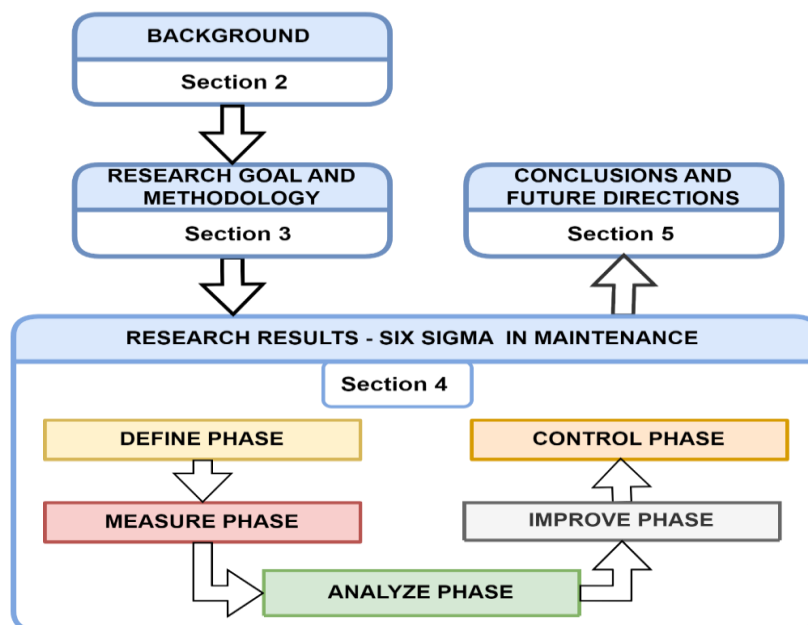 BACKGROUND
Section 2
RESEARCH GOAL AND
METHODOLOGY
Section 3
CONCLUSIONS AND
FUTURE DIRECTIONS
Section 5
RESEARCH RESULTS - SIX SIGMA IN MAINTENANCE
Section 4
DEFINE PHASE
MEASURE PHASE
ANALYZE PHASE
IMPROVE PHASE
CONTROL PHASE